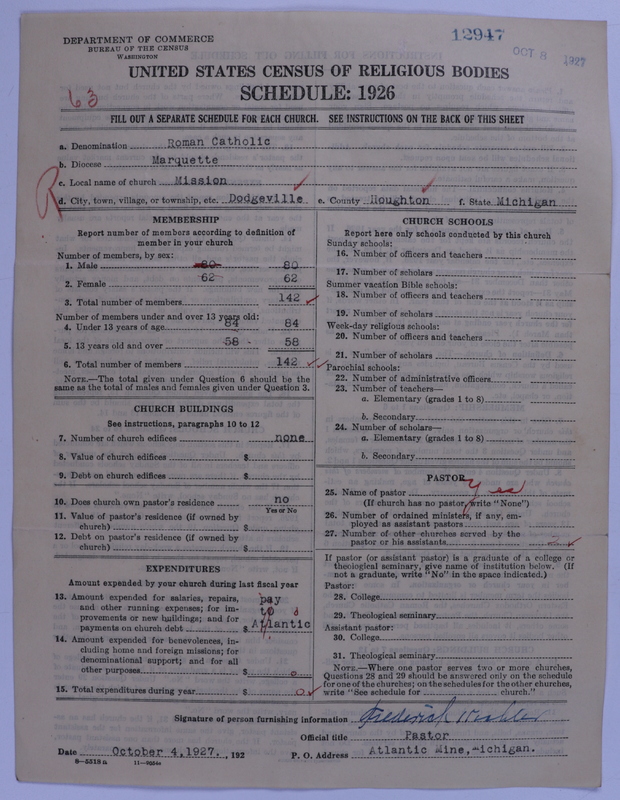 DEPARTMENT OF COMMERCE
BUREAU OF THE CENSUS
WASHINGTON
12947
OCT 8 1927
UNITED STATES CENSUS OF RELIGIOUS BODIES
SCHEDULE: 1926
63
FILL OUT A SEPARATE SCHEDULE FOR EACH CHURCH. SEE INSTRUCTIONS ON THE BACK OF THIS SHEET
a. Denomination Roman Catholic
b. Diocese Marquette
c. Local name of church Mission
R
d. City, town, village, or township, etc. Dodgeville e. County Houghton f. State Michigan
MEMBERSHIP
Report number of members according to definition of
member in your church
Number of members, by sex:
1. Male 80 80
2. Female 62 62
3. Total number of members 142
Number of members under and over 13 years old:
4. Under 13 years of age 84 84
5. 13 years old and over 58 - 58
6. Total number of members 142
NOTE.—The total given under Question 6 should be the
same as the total of males and females given under Question 3.
CHURCH BUILDINGS
See instructions, paragraphs 10 to 12
7. Number of church edifices none
8. Value of church edifices $
9. Debt on church edifices $
10. Does church own pastor's residence no
Yes or No
11. Value of pastor's residence (if owned by
church) $
12. Debt on pastor's residence (if owned by
church) $
EXPENDITURES
Amount expended by your church during last fiscal year
13. Amount expended for salaries, repairs, pay
and other running expenses; for im- to
provements or new buildings; and for
payments on church debt $ Atlantic
14. Amount expended for benevolences, in-
cluding home and foreign missions; for
denominational support; and for all
other purposes $ 0
15. Total expenditures during year $ 0
CHURCH SCHOOLS
Report here only schools conducted by this church
Sunday schools:
16. Number of officers and teachers
17. Number of scholars
Summer vacation Bible schools:
18. Number of officers and teachers
19. Number of scholars
Week-day religious schools:
20. Number of officers and teachers
21. Number of scholars
Parochial schools:
22. Number of administrative officers
23. Number of teachers—
a. Elementary (grades 1 to 8)
b. Secondary
24. Number of scholars—
a. Elementary (grades 1 to 8)
b. Secondary
PASTOR
25. Name of pastor Yes
(If church has no pastor, write "None")
26. Number of ordained ministers, if any, em-
ployed as assistant pastors
27. Number of other churches served by the
pastor or his assistants 2
If pastor (or assistant pastor) is a graduate of a college or
theological seminary, give name of institution below. (If
not a graduate, write "No" in the space indicated.)
Pastor:
28. College
29. Theological seminary
Assistant pastor:
30. College
31. Theological seminary
NOTE.—Where one pastor serves two or more churches,
Questions 28 and 29 should be answered only on the schedule
for one of the churches; on the schedules for the other churches,
write "See schedule for church."
Signature of person furnishing information Frederick
Official title Pastor
Date October 4,1927. , 192 P. O. Address Atlantic Mine, Michigan.
8—5518 a 11—90544